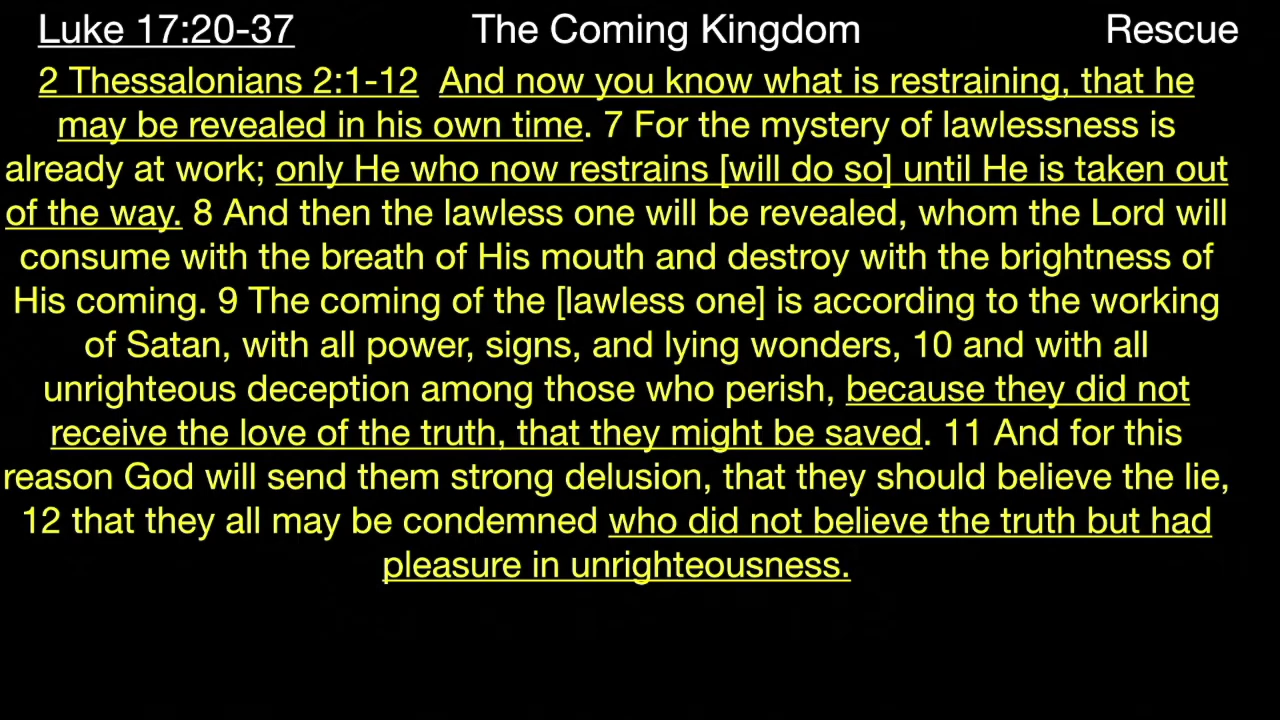 Luke 17:20-37 The Coming Kingdom Rescue
2 Thessalonians 2:1-12 And now you know what is restraining, that he
may be revealed in his own time. 7 For the mystery of lawlessness is
already at work; only He who now restrains [will do so] until He is taken out
of the way. 8 And then the lawless one will be revealed, whom the Lord will
consume with the breath of His mouth and destroy with the brightness of
His coming. 9 The coming of the [lawless one] is according to the working
of Satan, with all power, signs, and lying wonders, 10 and with all
unrighteous deception among those who perish, because they did not
receive the love of the truth, that they might be saved. 11 And for this
reason God will send them strong delusion, that they should believe the lie,
12 that they all may be condemned who did not believe the truth but had
pleasure in unrighteousness.